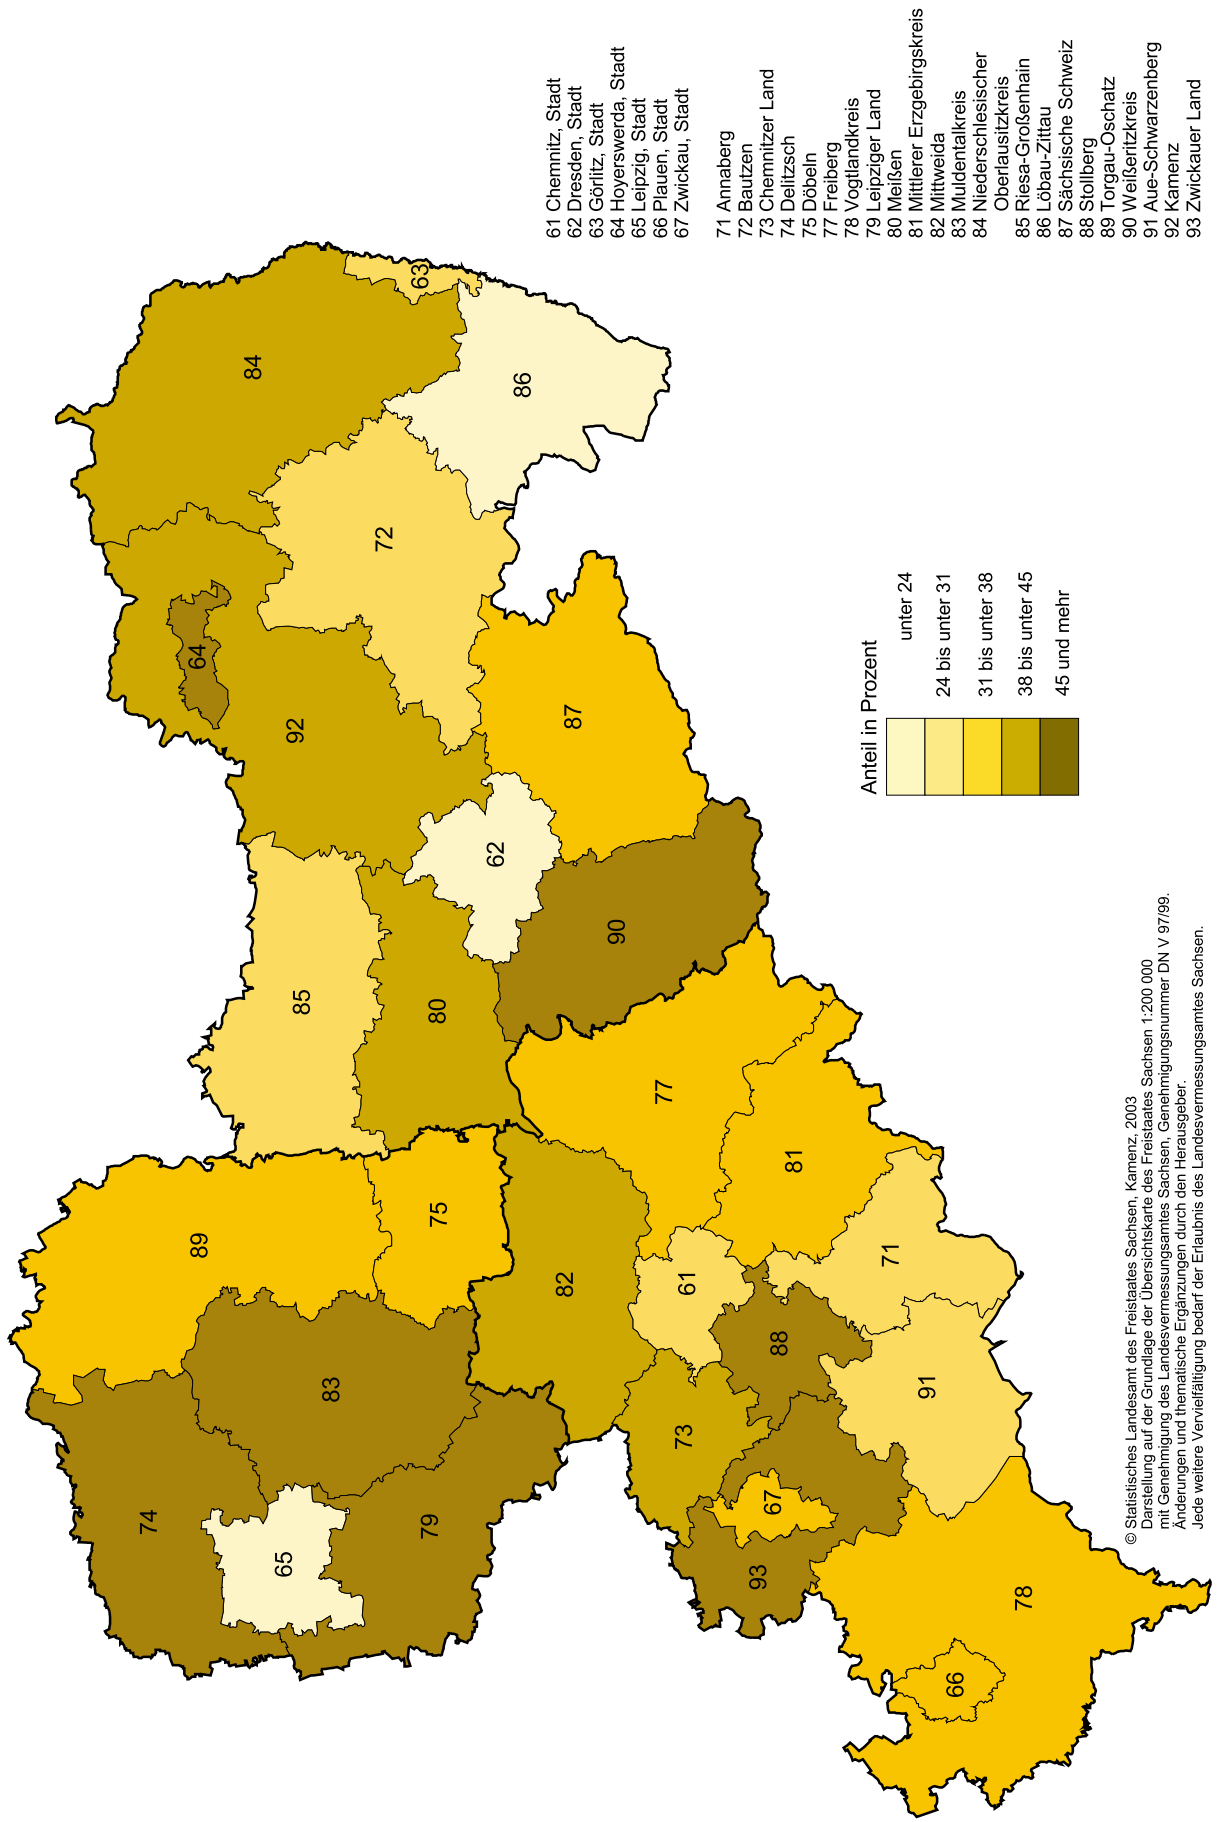 84
63
86
72
64
92
87
62
90
85
80
77
81
89
75
82
61
71
83
88
91
73
74
79
65
67
93
78
66
61 Chemnitz, Stadt
62 Dresden, Stadt
63 Görlitz, Stadt
64 Hoyerswerda, Stadt
65 Leipzig, Stadt
66 Plauen, Stadt
67 Zwickau, Stadt
71 Annaberg
72 Bautzen
73 Chemnitzer Land
74 Delitzsch
75 Döbeln
77 Freiberg
78 Vogtlandkreis
79 Leipziger Land
80 Meißen
81 Mittlerer Erzgebirgskreis
82 Mittweida
83 Muldentalkreis
84 Niederschlesischer
Oberlausitzkreis
85 Riesa-Großenhain
86 Löbau-Zittau
87 Sächsische Schweiz
88 Stollberg
89 Torgau-Oschatz
90 Weißeritzkreis
91 Aue-Schwarzenberg
92 Kamenz
93 Zwickauer Land
Anteil in Prozent
unter 24
24 bis unter 31
31 bis unter 38
38 bis unter 45
45 und mehr
© Statistisches Landesamt des Freistaates Sachsen, Kamenz, 2003
Darstellung auf der Grundlage der Übersichtskarte des Freistaates Sachsen 1:200 000
mit Genehmigung des Landesvermessungsamtes Sachsen, Genehmigungsnummer DN V 97/99.
Änderungen und thematische Ergänzungen durch den Herausgeber.
Jede weitere Vervielfältigung bedarf der Erlaubnis des Landesvermessungsamtes Sachsen.